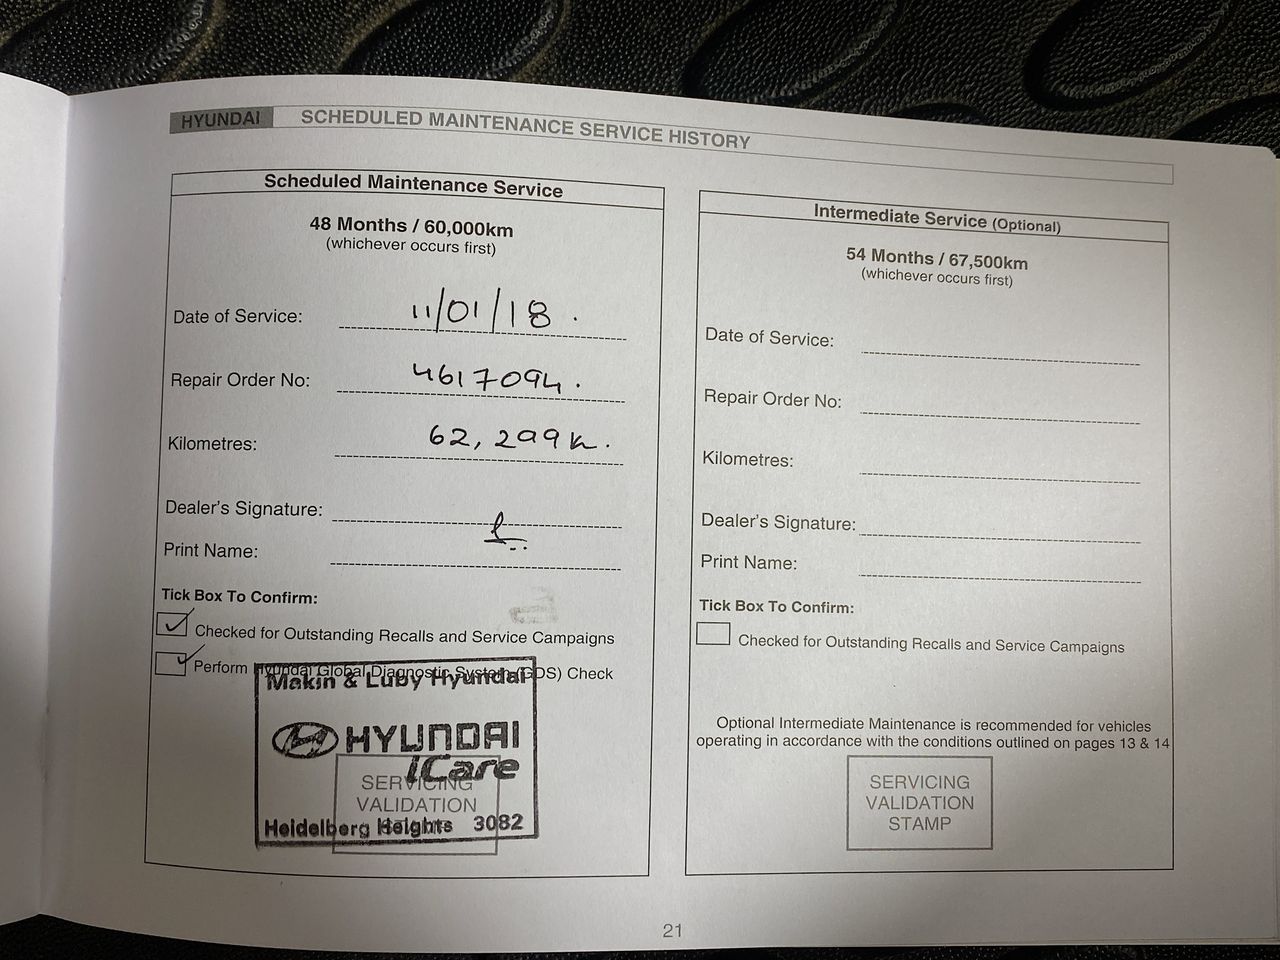 HYUNDAI SCHEDULED MAINTENANCE SERVICE HISTORY
Scheduled Maintenance Service
48 Months / 60,000km
(whichever occurs first)
Date of Service: 11/01/18.
Repair Order No: 4617094.
Kilometres: 62,299k.
Dealer's Signature:
Print Name:
Tick Box To Confirm:
Checked for Outstanding Recalls and Service Campaigns
Perform Hyundai Global Diagnostic System (GDS) Check
Makin & Luby Hyundai
HYUNDAI
iCare
SERVICING
VALIDATION
STAMP
Heidelberg Heights 3082
Intermediate Service (Optional)
54 Months / 67,500km
(whichever occurs first)
Date of Service:
Repair Order No:
Kilometres:
Dealer's Signature:
Print Name:
Tick Box To Confirm:
Checked for Outstanding Recalls and Service Campaigns
Optional Intermediate Maintenance is recommended for vehicles
operating in accordance with the conditions outlined on pages 13 & 14
SERVICING
VALIDATION
STAMP
21